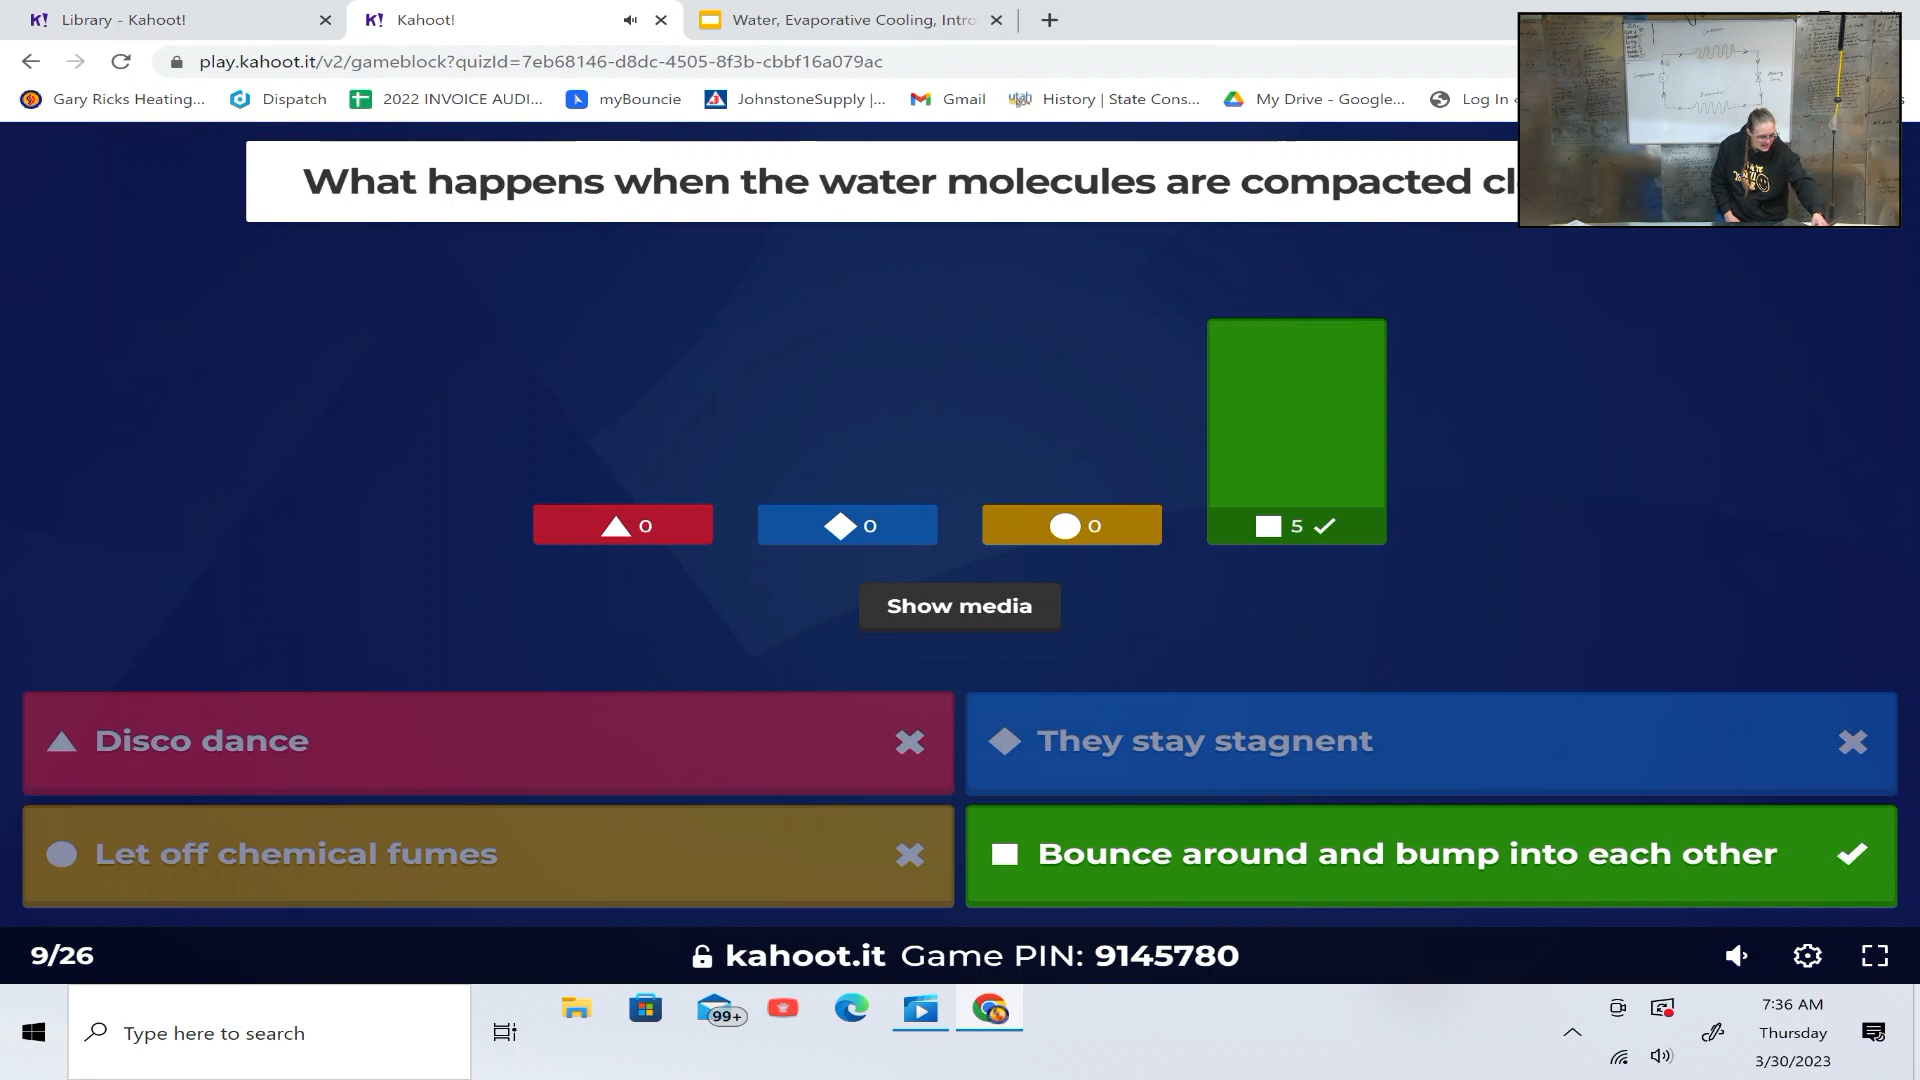 Library - Kahoot!
Kahoot!
Water, Evaporative Cooling, Intro
play.kahoot.it/v2/gameblock?quizId=7eb68146-d8dc-4505-8f3b-cbbf16a079ac
Gary Ricks Heating...
Dispatch
2022 INVOICE AUDI...
myBouncie
JohnstoneSupply |...
Gmail
History | State Cons...
My Drive - Google...
Log In
What happens when the water molecules are compacted cl
0
0
0
5
Show media
Disco dance
They stay stagnent
Let off chemical fumes
Bounce around and bump into each other
9/26
kahoot.it Game PIN: 9145780
Type here to search
99+
7:36 AM
Thursday
3/30/2023